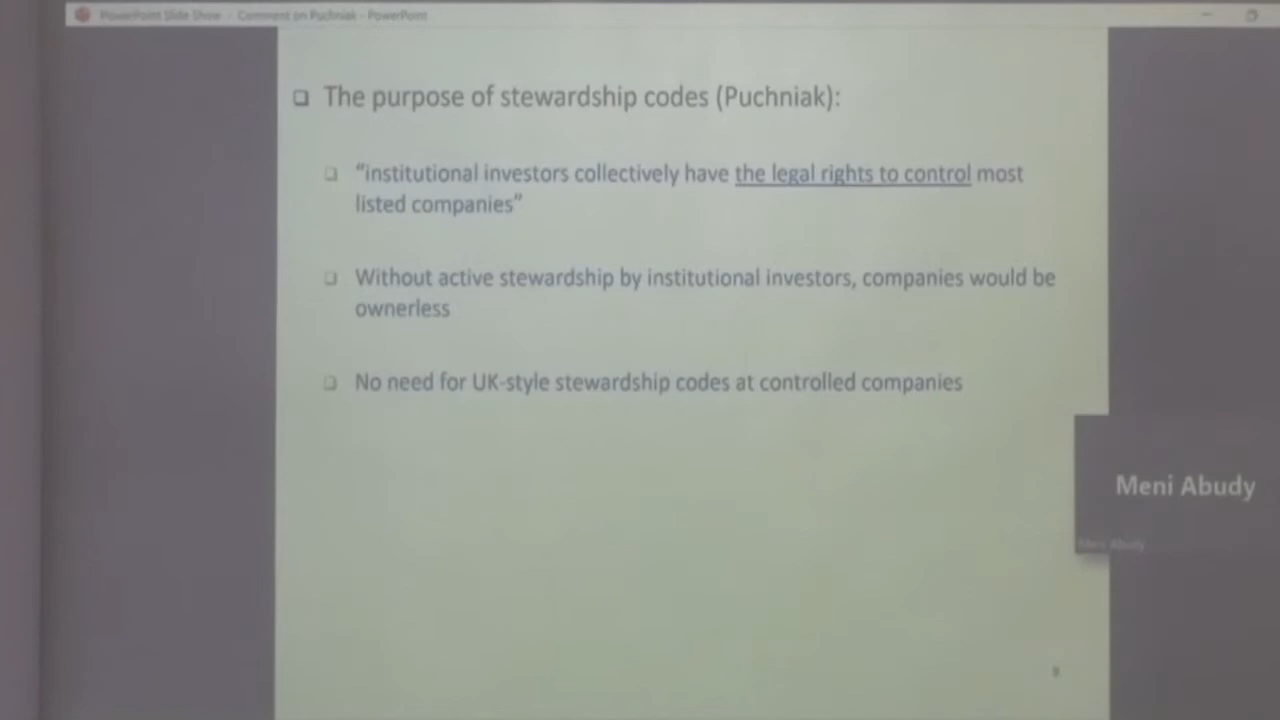 PowerPoint Slide Show - Comment on Puchniak - PowerPoint
The purpose of stewardship codes (Puchniak):
“institutional investors collectively have the legal rights to control most
listed companies”
Without active stewardship by institutional investors, companies would be
ownerless
No need for UK-style stewardship codes at controlled companies
Meni Abudy
Meni Abudy